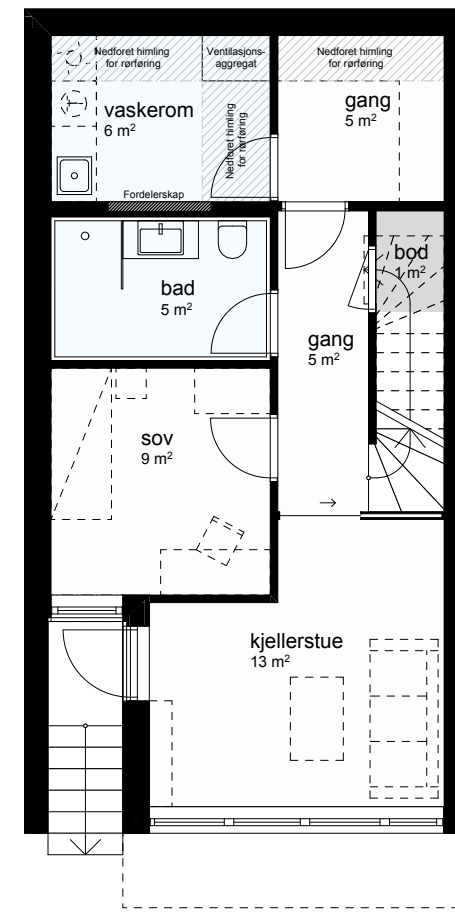 Nedforet himling
for rørføring
Ventilasjons-
aggregat
Nedforet himling
for rørføring
vaskerom
6 m²
gang
5 m²
Nedforet himling
for rørføring
Fordelerskap
bad
5 m²
bod
1 m²
gang
5 m²
sov
9 m²
kjellerstue
13 m²